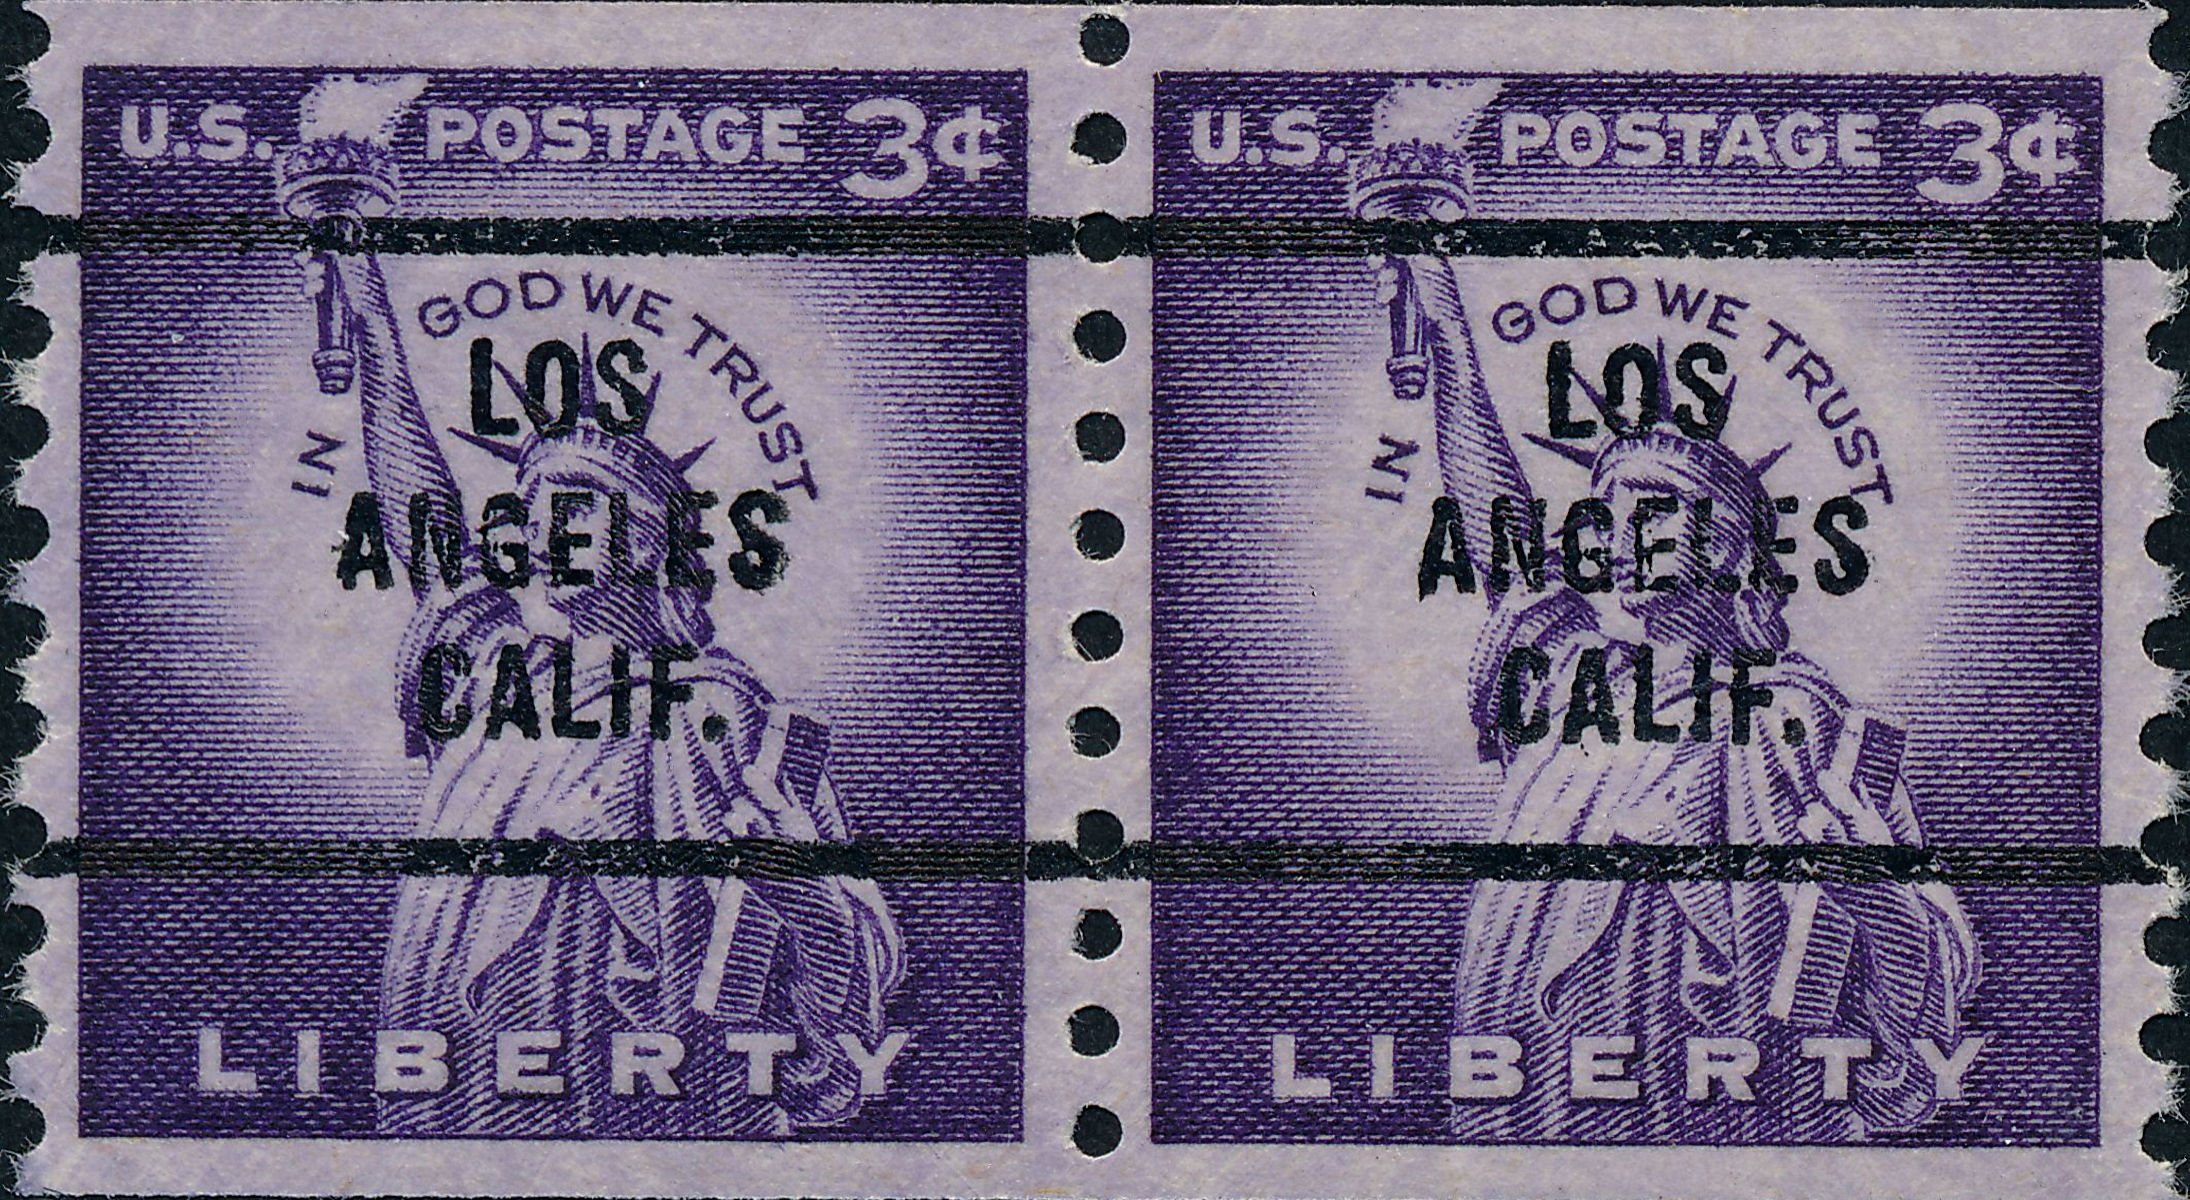 U.S. POSTAGE 3¢
IN GOD WE TRUST
LOS
ANGELES
CALIF.
LIBERTY
U.S. POSTAGE 3¢
IN GOD WE TRUST
LOS
ANGELES
CALIF.
LIBERTY